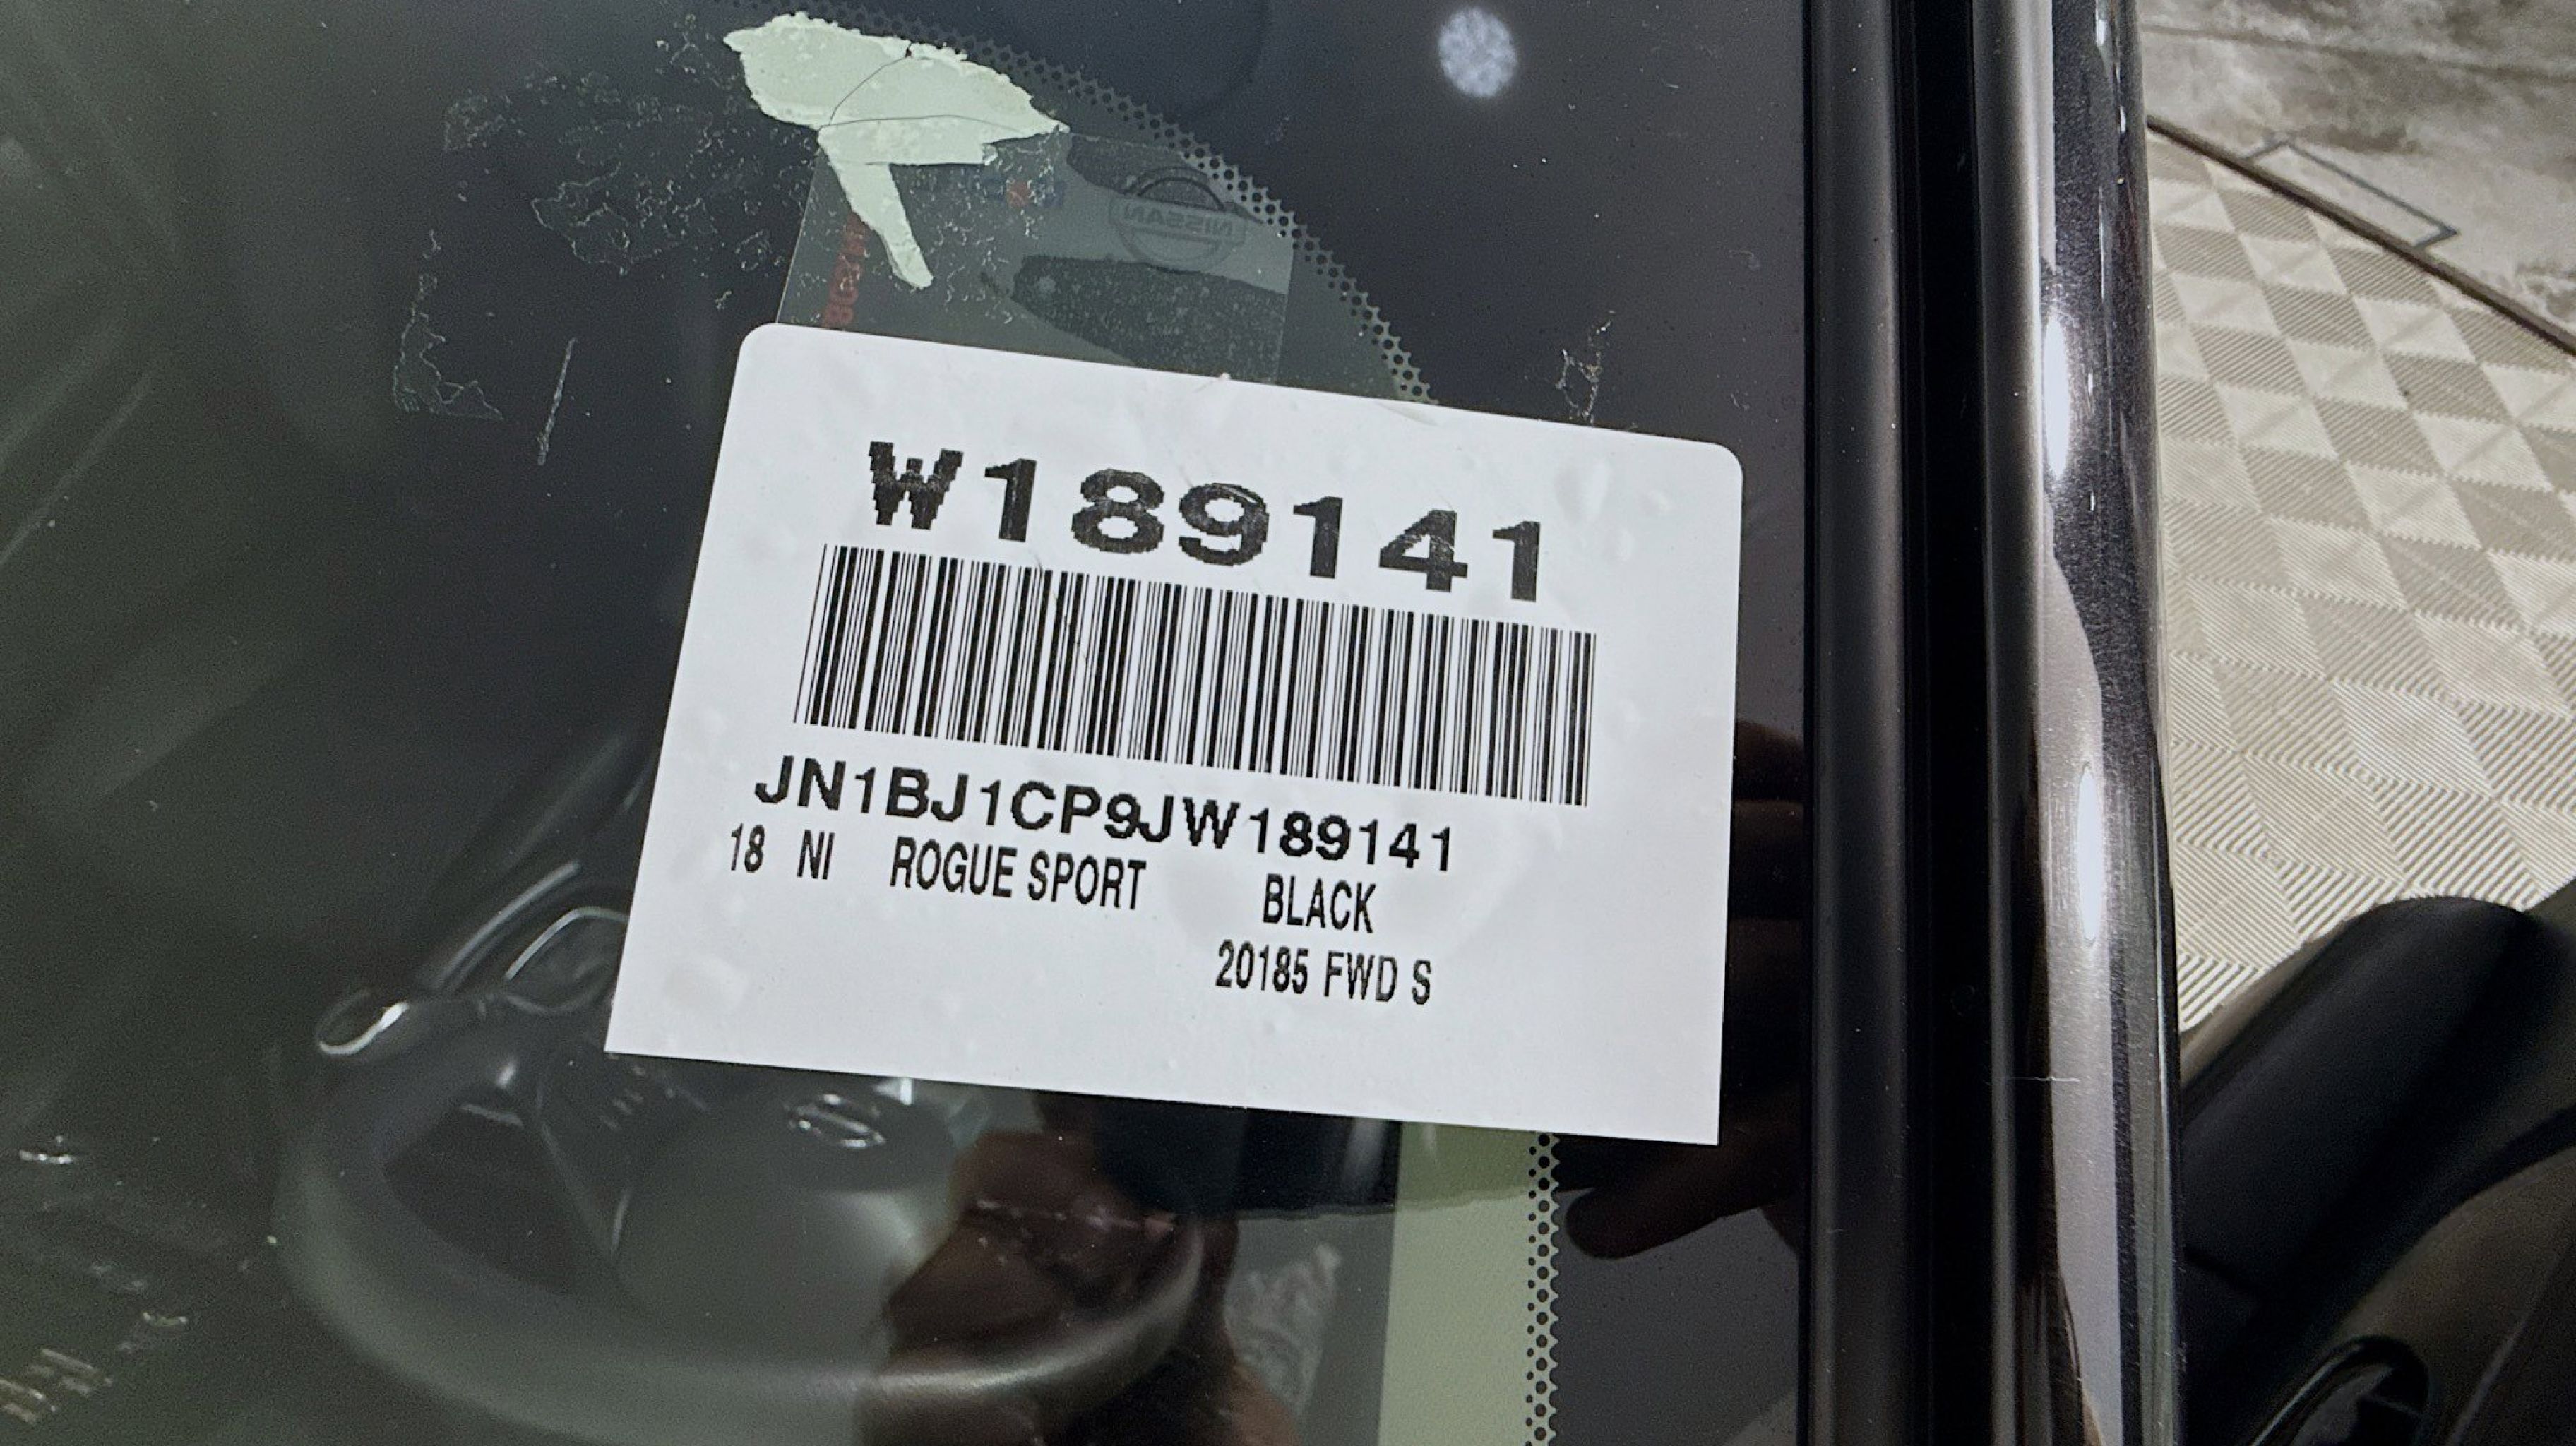 NISSAN
W189141
JN1BJ1CP9JW189141
18 NI ROGUE SPORT BLACK
20185 FWD S